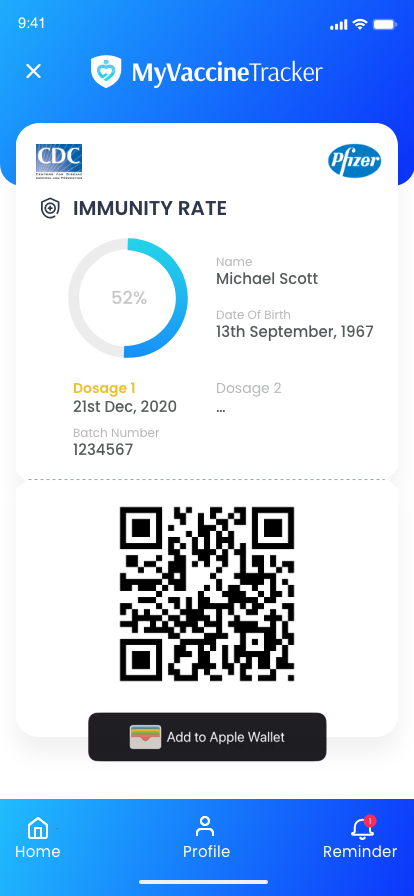 9:41
MyVaccineTracker
CDC
CENTERS FOR DISEASE
CONTROL AND PREVENTION
Pfizer
IMMUNITY RATE
52%
Name
Michael Scott
Date Of Birth
13th September, 1967
Dosage 1
Dosage 2
21st Dec, 2020
...
Batch Number
1234567
Add to Apple Wallet
1
Home
Profile
Reminder